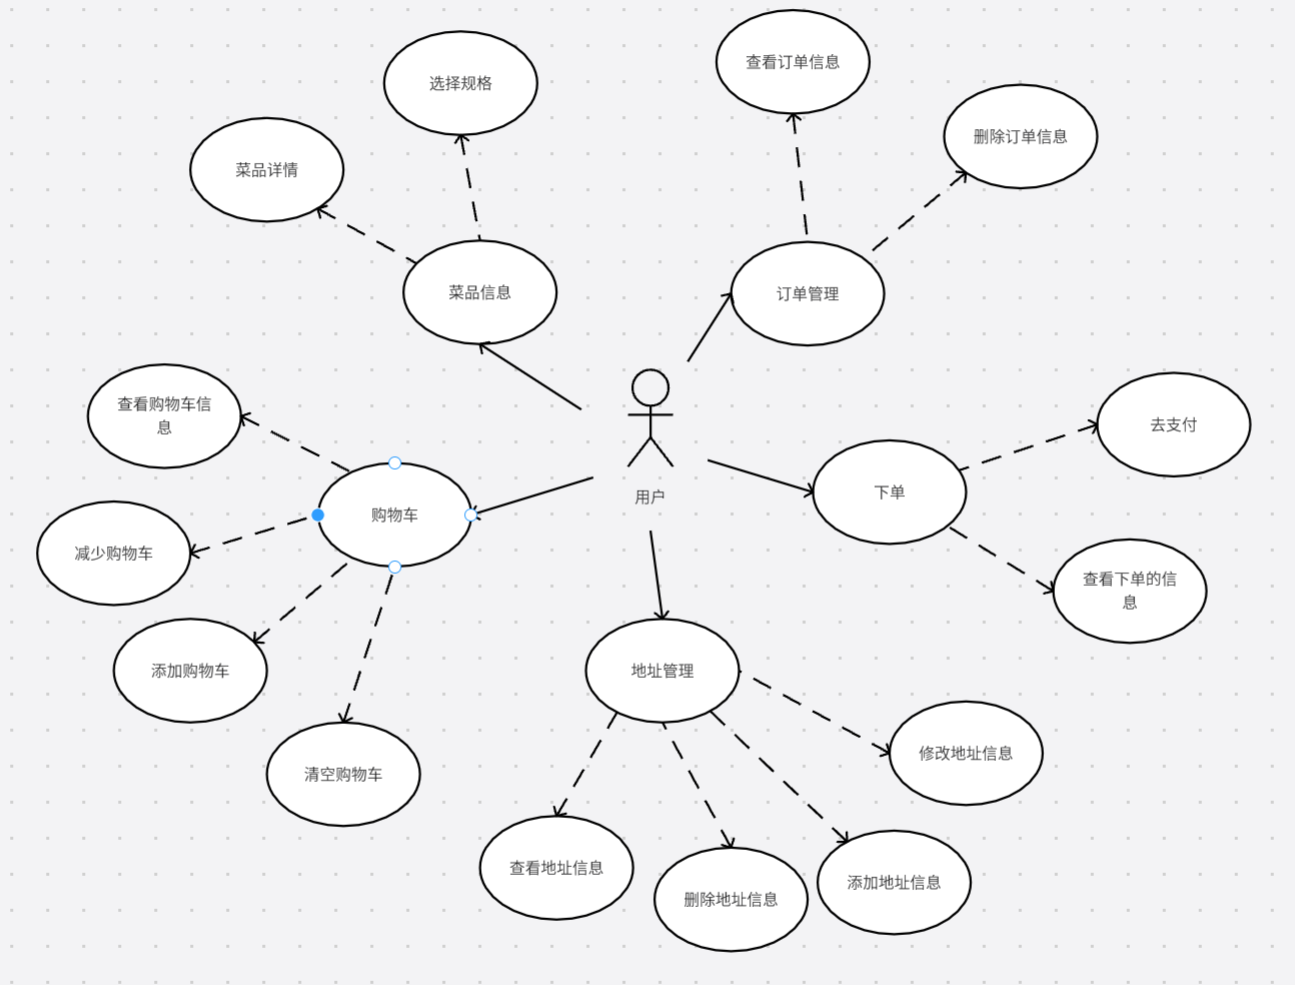 查看订单信息
选择规格
删除订单信息
菜品详情
菜品信息
订单管理
查看购物车信
息
去支付
下单
用户
购物车
减少购物车
查看下单的信
息
添加购物车
地址管理
修改地址信息
清空购物车
查看地址信息
删除地址信息
添加地址信息